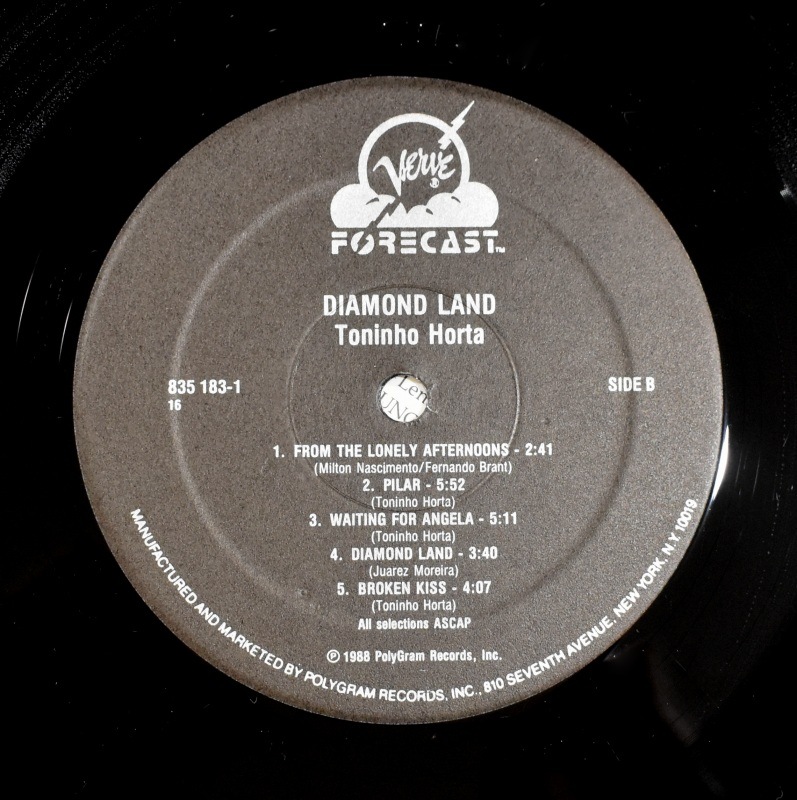 Verve®
FORECAST™
DIAMOND LAND
Toninho Horta
835 183-1
16
SIDE B
Len
UNG
1. FROM THE LONELY AFTERNOONS - 2:41
(Milton Nascimento/Fernando Brant)
2. PILAR - 5:52
(Toninho Horta)
3. WAITING FOR ANGELA - 5:11
(Toninho Horta)
4. DIAMOND LAND - 3:40
(Juarez Moreira)
5. BROKEN KISS - 4:07
(Toninho Horta)
All selections ASCAP
℗ 1988 PolyGram Records, Inc.
MANUFACTURED AND MARKETED BY POLYGRAM RECORDS, INC., 810 SEVENTH AVENUE, NEW YORK, N.Y 10019.